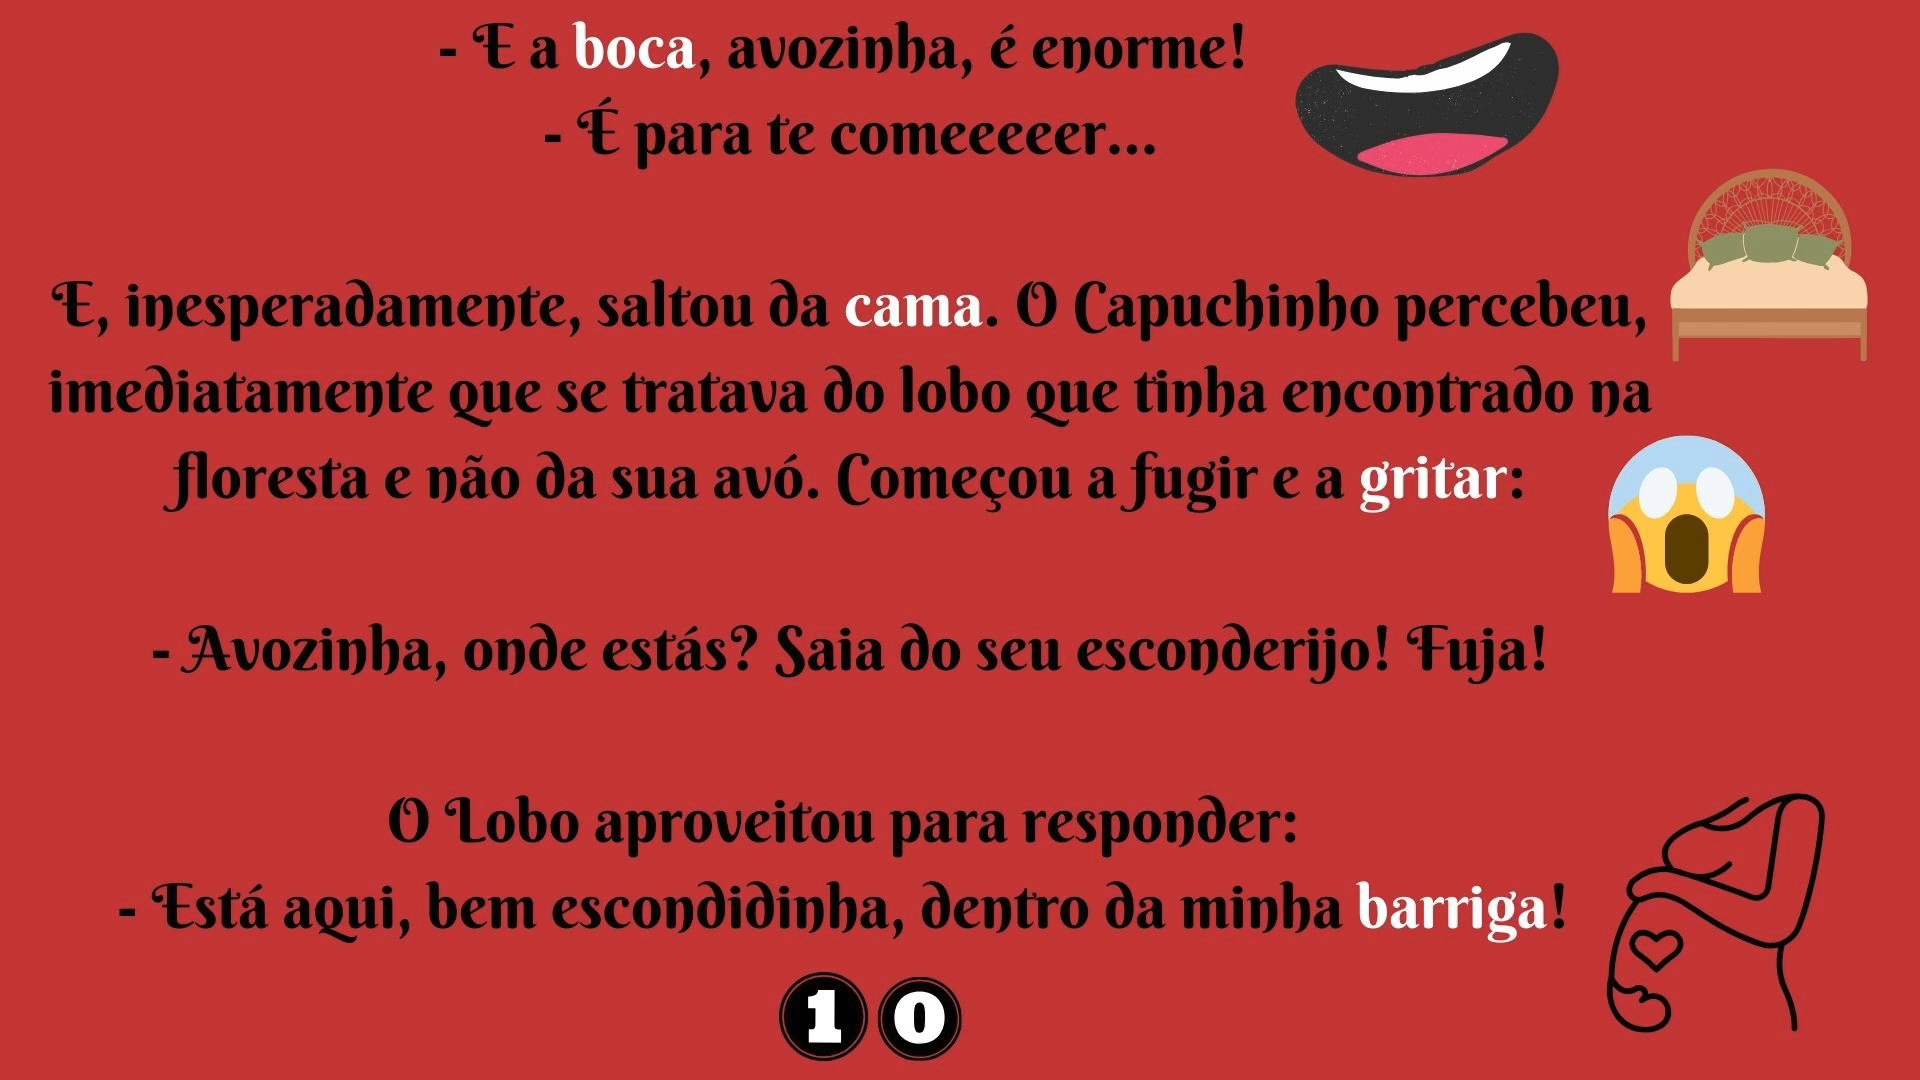 - E a boca, avozinha, é enorme!
- É para te comeeeeer...
E, inesperadamente, saltou da cama. O Capuchinho percebeu,
imediatamente que se tratava do lobo que tinha encontrado na
floresta e não da sua avó. Começou a fugir e a gritar:
- Avozinha, onde estás? Saia do seu esconderijo! Fuja!
O Lobo aproveitou para responder:
- Está aqui, bem escondidinha, dentro da minha barriga!
10